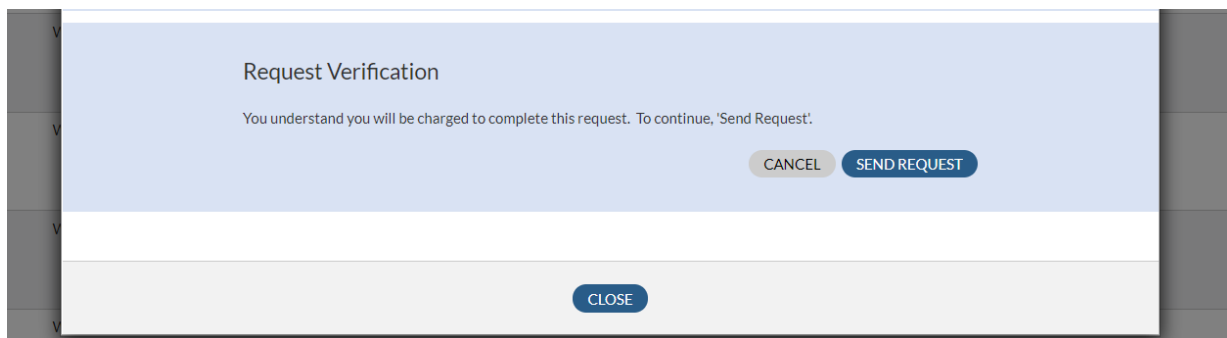 Request Verification
You understand you will be charged to complete this request. To continue, 'Send Request'.
CANCEL SEND REQUEST
CLOSE